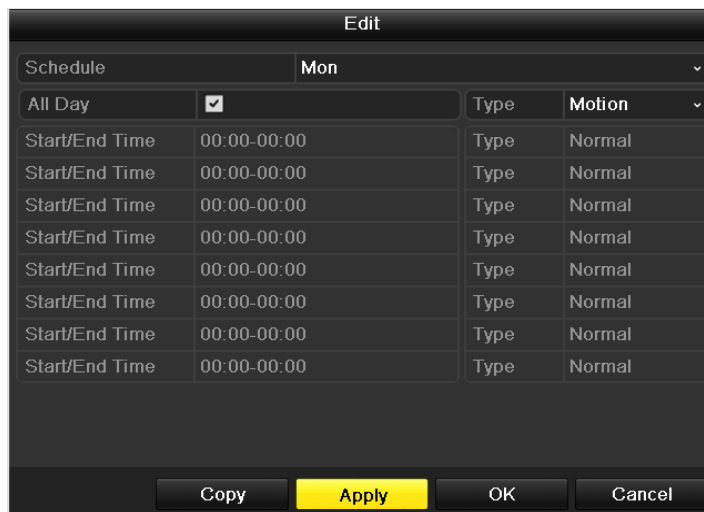 Edit
Schedule Mon
All Day Type Motion
Start/End Time 00:00-00:00 Type Normal
Start/End Time 00:00-00:00 Type Normal
Start/End Time 00:00-00:00 Type Normal
Start/End Time 00:00-00:00 Type Normal
Start/End Time 00:00-00:00 Type Normal
Start/End Time 00:00-00:00 Type Normal
Start/End Time 00:00-00:00 Type Normal
Start/End Time 00:00-00:00 Type Normal
Copy Apply OK Cancel